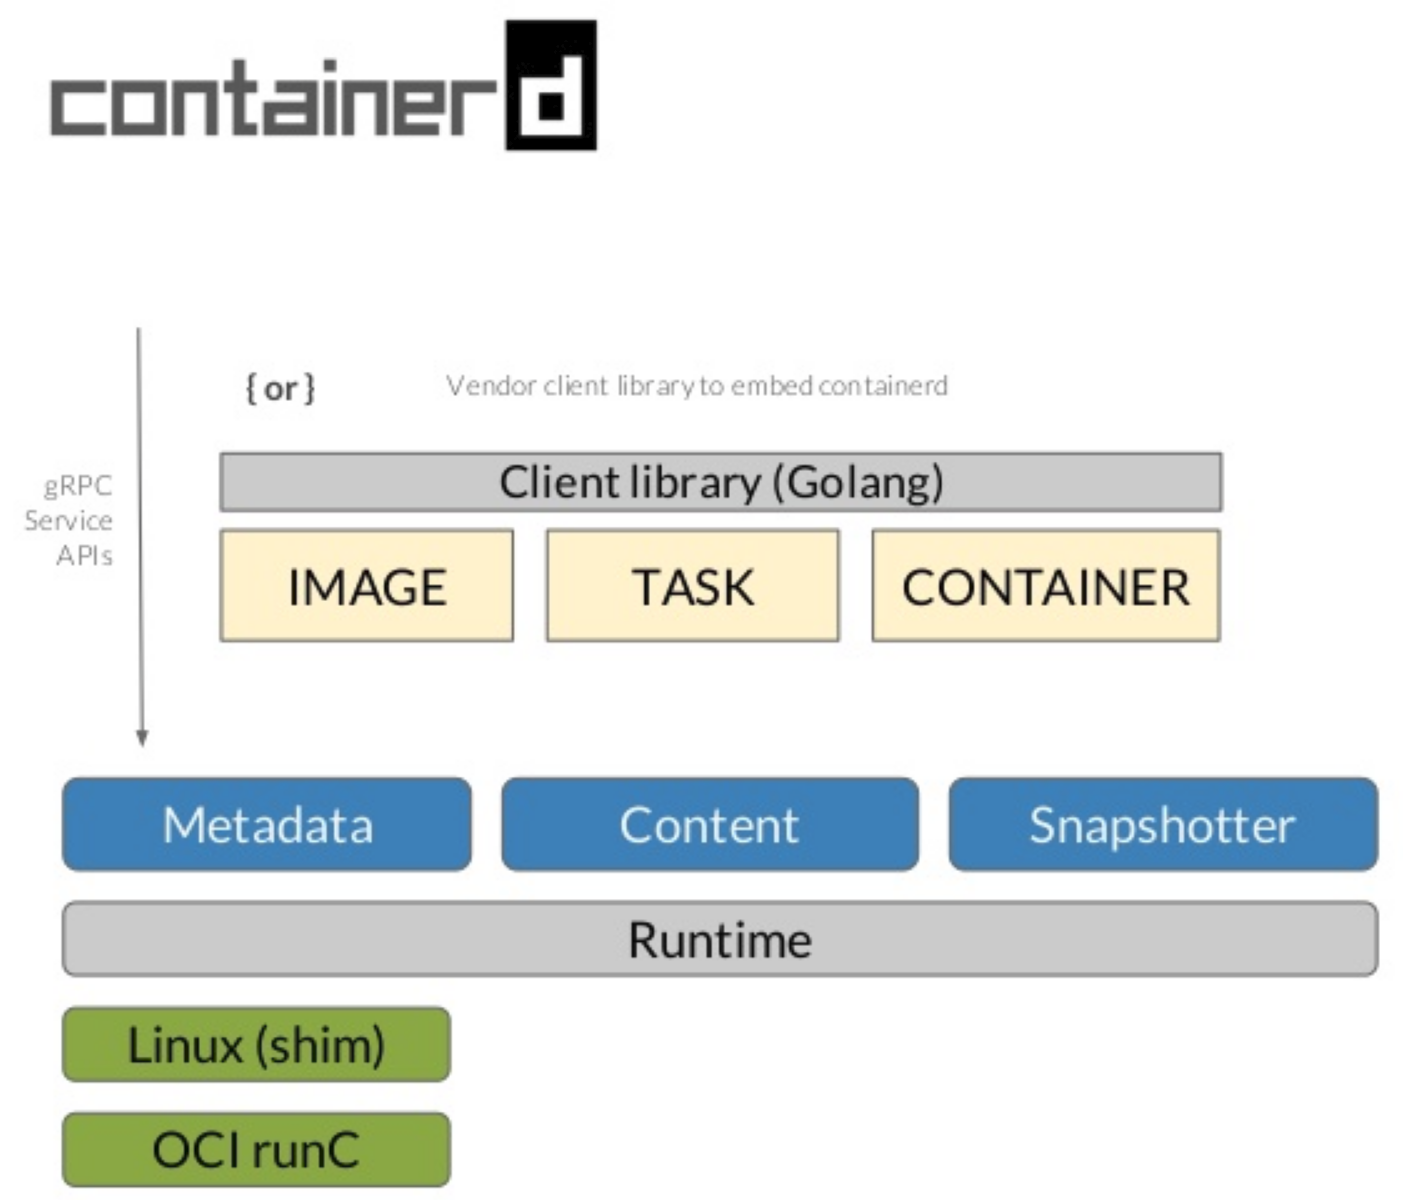 containerd
{ or }
Vendor client library to embed containerd
gRPC
Service
APIs
Client library (Golang)
IMAGE
TASK
CONTAINER
Metadata
Content
Snapshotter
Runtime
Linux (shim)
OCI runC